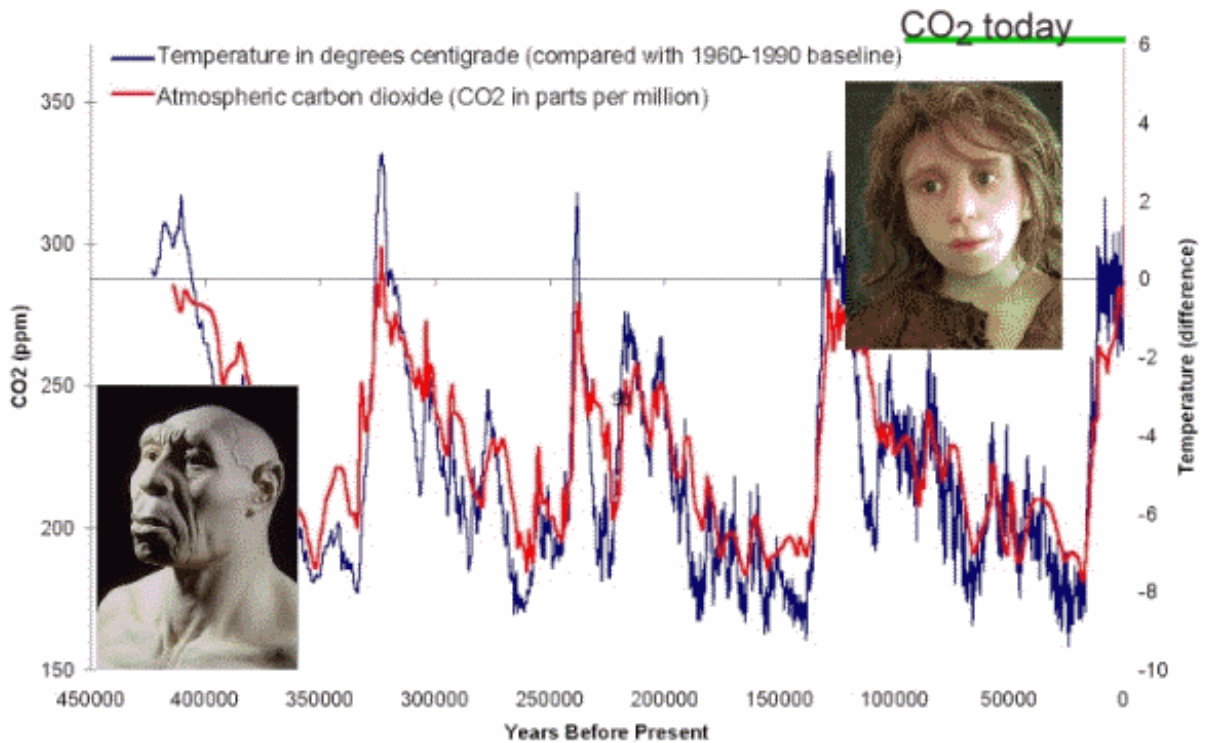 CO2 today
Temperature in degrees centigrade (compared with 1960-1990 baseline)
Atmospheric carbon dioxide (CO2 in parts per million)
350
300
250
200
150
CO2 (ppm)
6
4
2
0
-2
-4
-6
-8
-10
Temperature (difference)
450000 400000 350000 300000 250000 200000 150000 100000 50000 0
Years Before Present